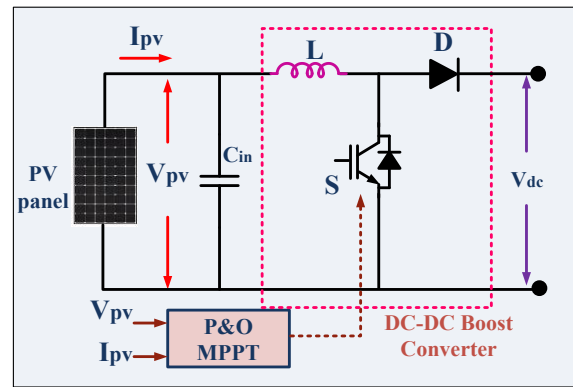 Ipv
L
D
PV
panel
Vpv
Cin
S
Vdc
Vpv
Ipv
P&O
MPPT
DC-DC Boost
Converter